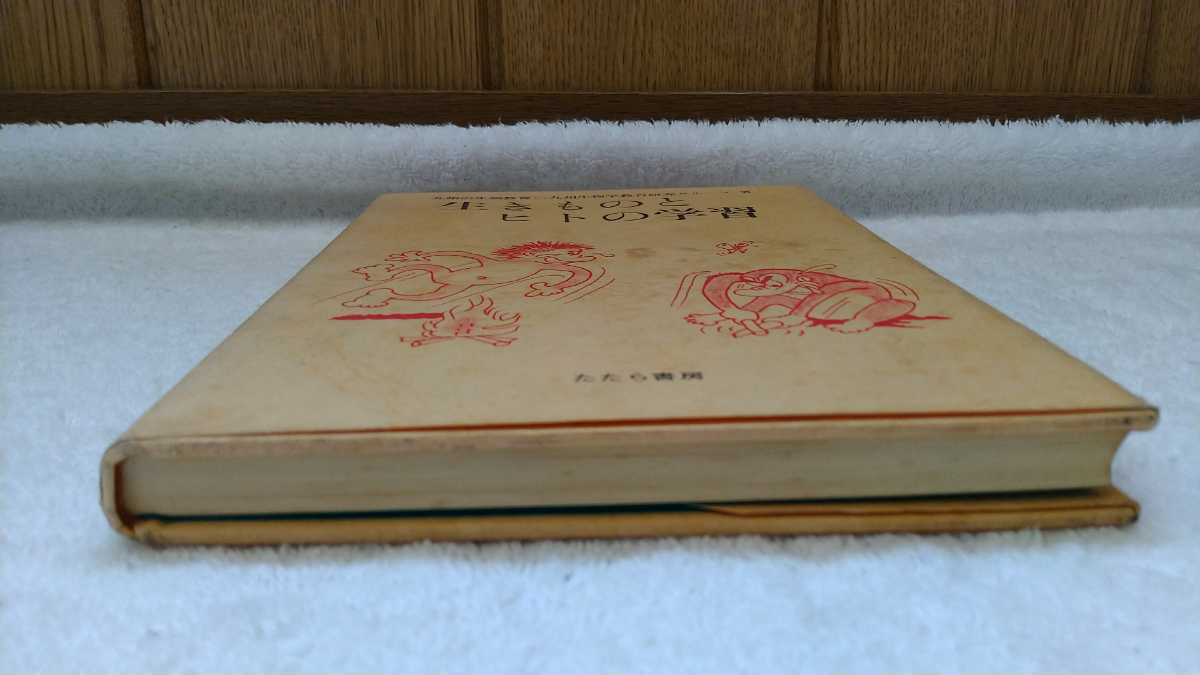 生きものと
ヒトの学習
たたら書房